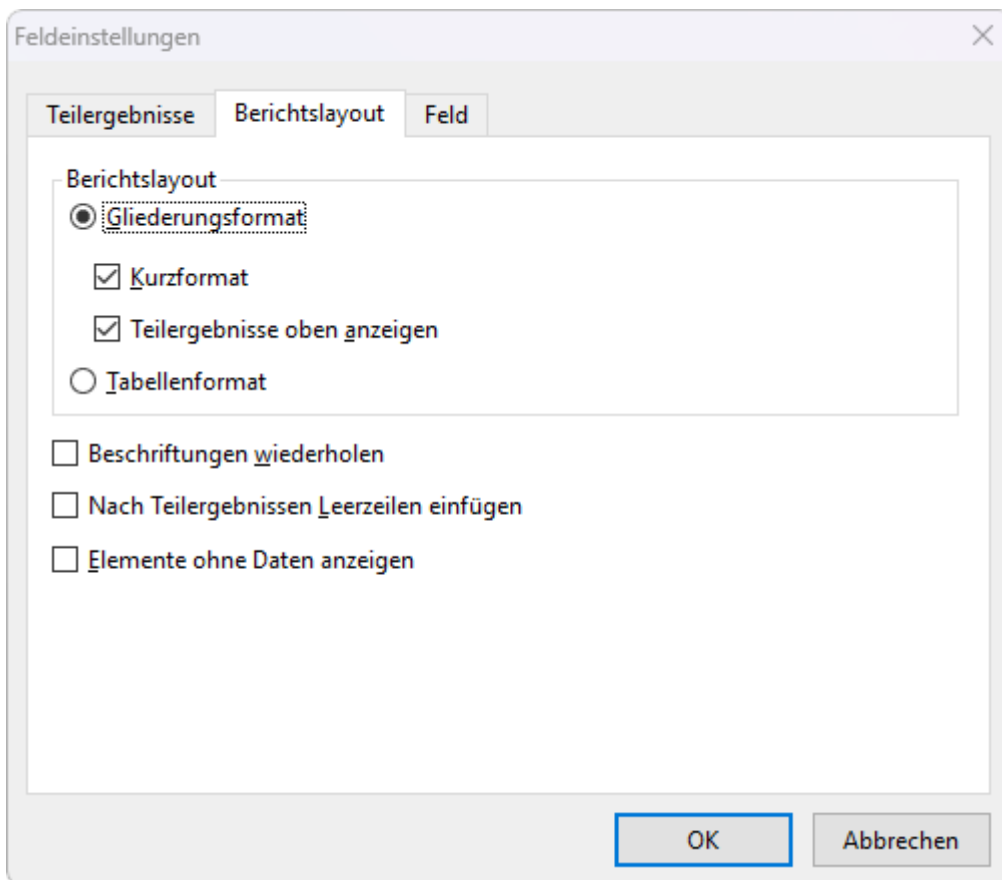 Feldeinstellungen
Teilergebnisse Berichtslayout Feld
Berichtslayout
Gliederungsformat
Kurzformat
Teilergebnisse oben anzeigen
Tabellenformat
Beschriftungen wiederholen
Nach Teilergebnissen Leerzeilen einfügen
Elemente ohne Daten anzeigen
OK Abbrechen